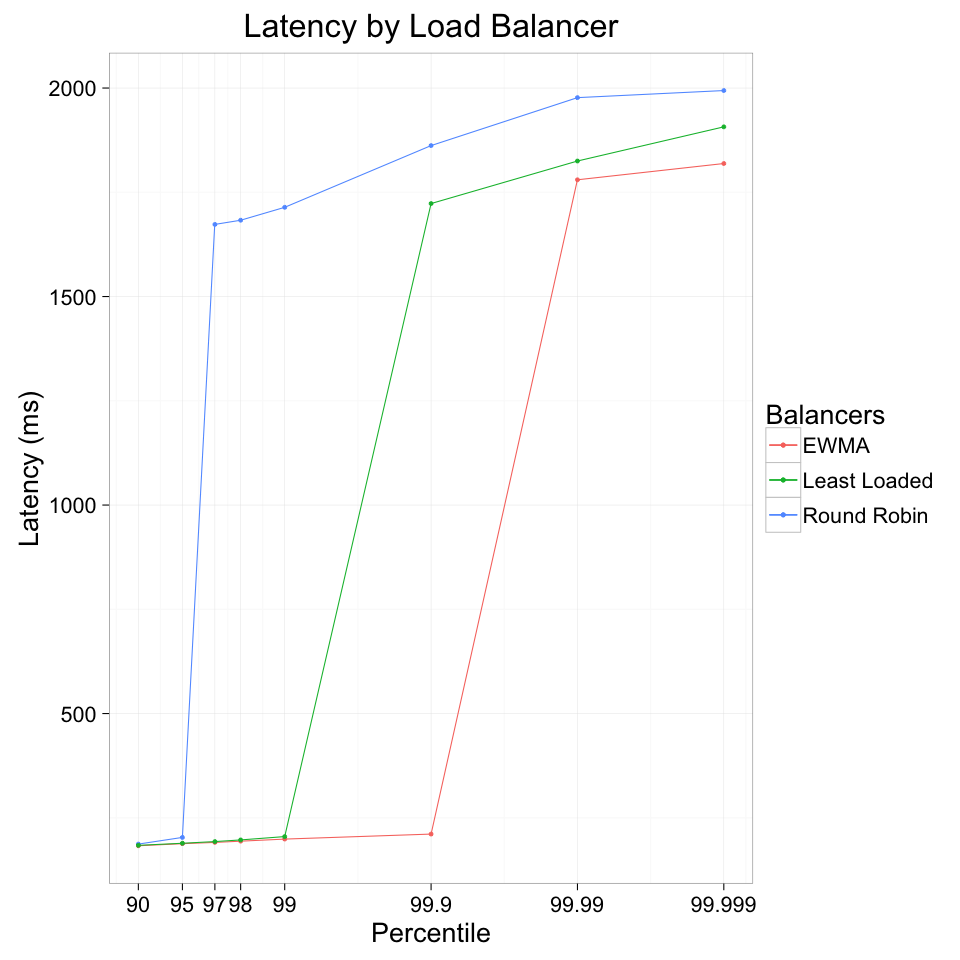 Latency by Load Balancer
2000
1500
1000
500
Latency (ms)
90 95 97 98 99 99.9 99.99 99.999
Percentile
Balancers
EWMA
Least Loaded
Round Robin